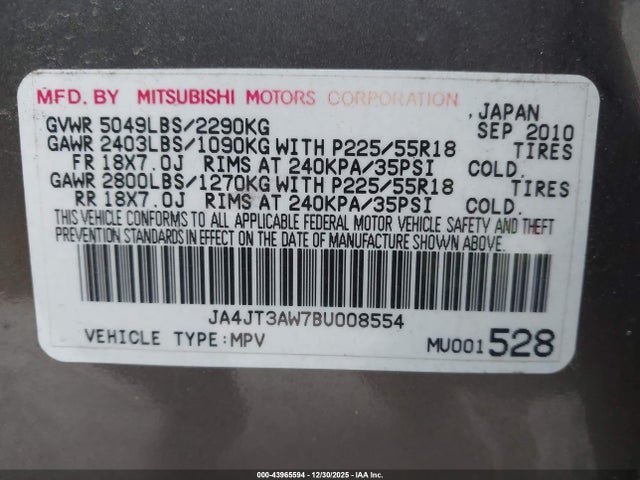 MFD. BY MITSUBISHI MOTORS CORPORATION , JAPAN
GVWR 5049LBS/2290KG SEP 2010
GAWR 2403LBS/1090KG WITH P225/55R18 TIRES
FR 18X7.0J RIMS AT 240KPA/35PSI COLD.
GAWR 2800LBS/1270KG WITH P225/55R18 TIRES
RR 18X7.0J RIMS AT 240KPA/35PSI COLD.
THIS VEHICLE CONFORMS TO ALL APPLICABLE FEDERAL MOTOR VEHICLE SAFETY AND THEFT
PREVENTION STANDARDS IN EFFECT ON THE DATE OF MANUFACTURE SHOWN ABOVE.
JA4JT3AW7BU008554
VEHICLE TYPE:MPV MU001528
000-43965594 - 12/30/2025 - IAA Inc.